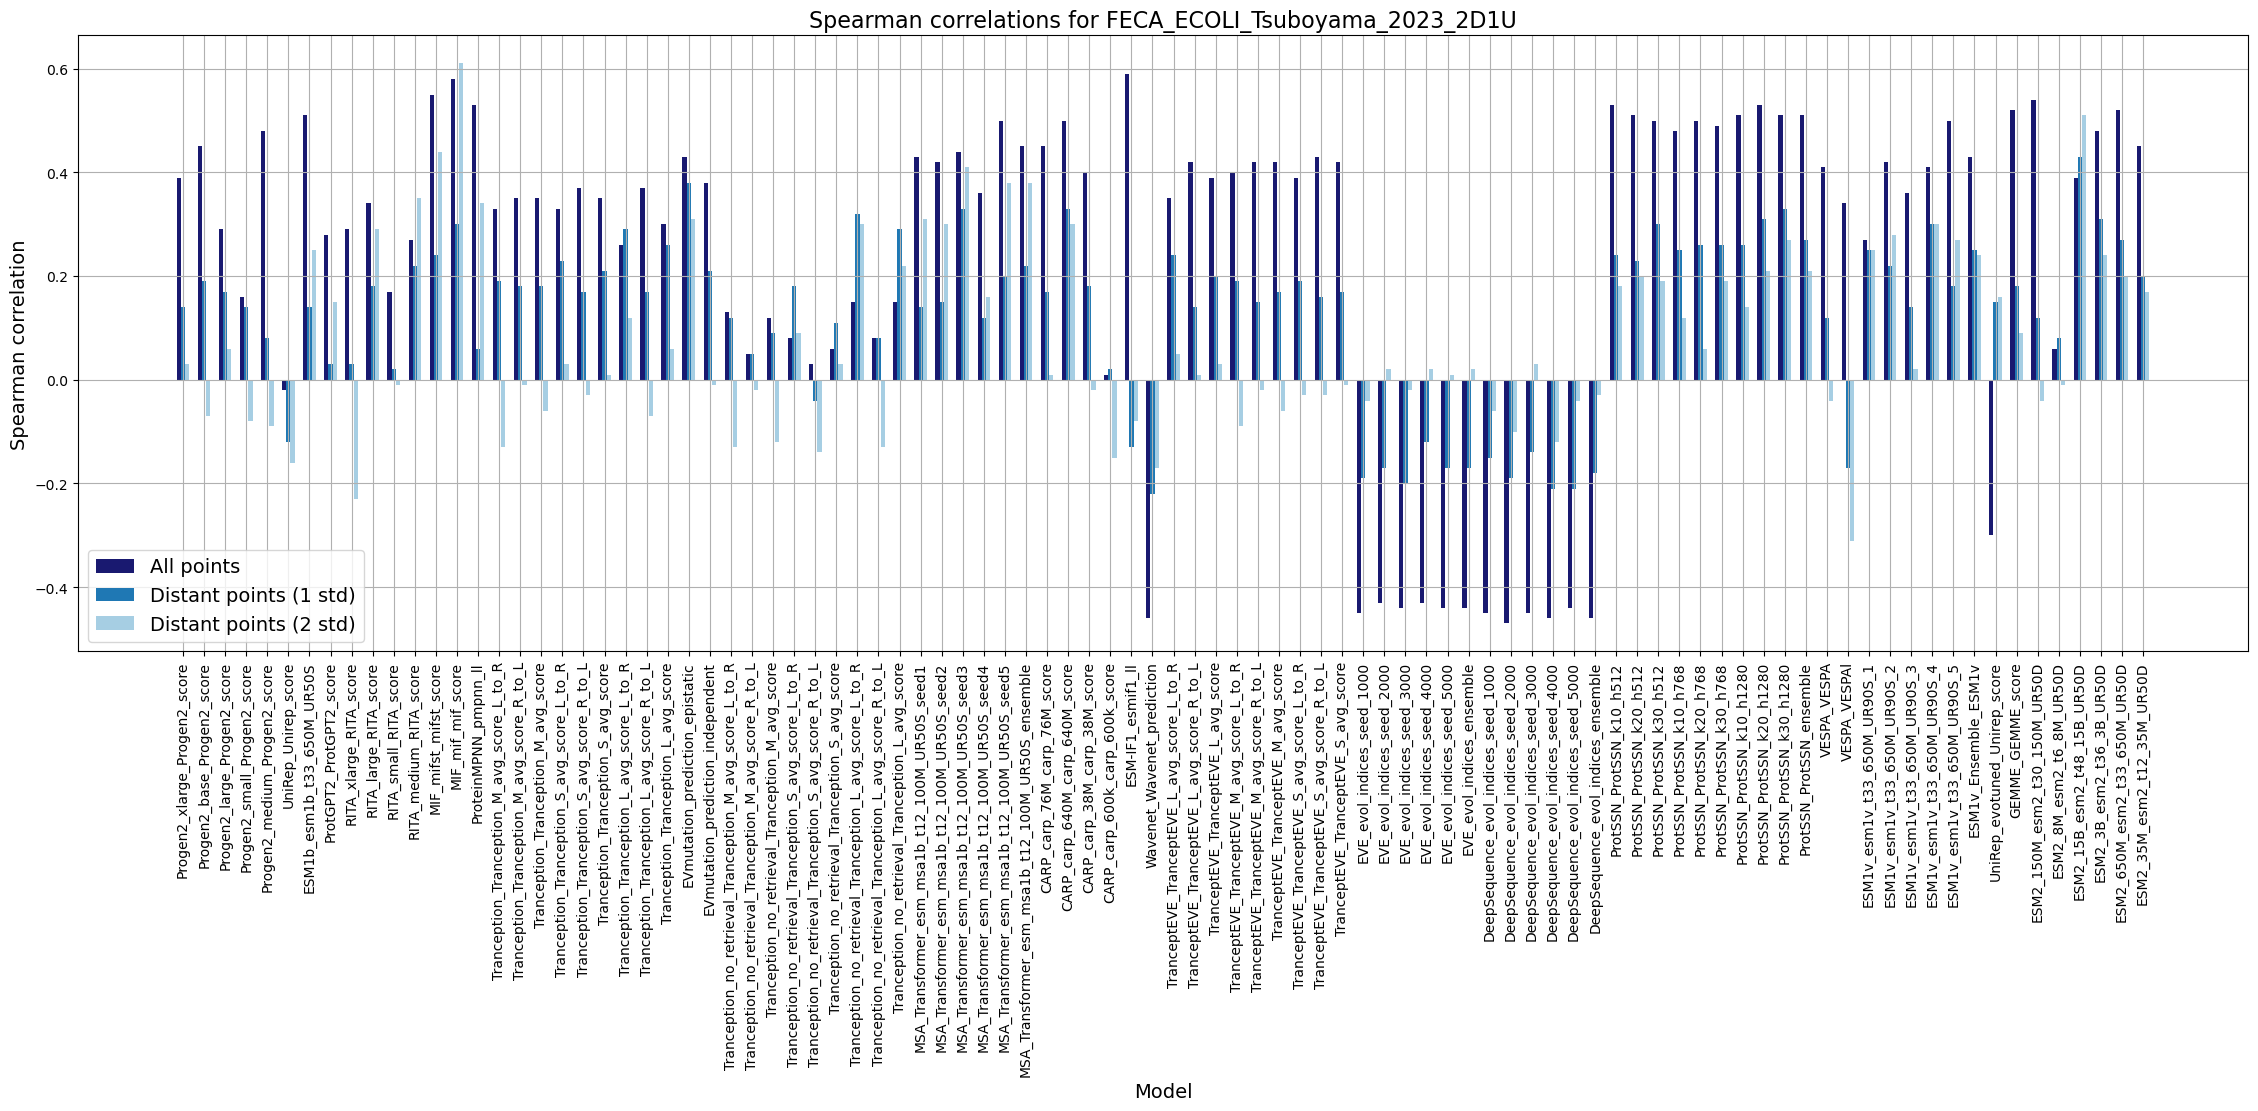 Spearman correlations for FECA_ECOLI_Tsuboyama_2023_2D1U
Spearman correlation
0.6
0.4
0.2
0.0
−0.2
−0.4
All points
Distant points (1 std)
Distant points (2 std)
Progen2_xlarge_Progen2_score
Progen2_base_Progen2_score
Progen2_large_Progen2_score
Progen2_small_Progen2_score
Progen2_medium_Progen2_score
UniRep_Unirep_score
ESM1b_esm1b_t33_650M_UR50S
ProtGPT2_ProtGPT2_score
RITA_xlarge_RITA_score
RITA_large_RITA_score
RITA_small_RITA_score
RITA_medium_RITA_score
MIF_mifst_mifst_score
MIF_mif_mif_score
ProteinMPNN_pmpnn_ll
Tranception_Tranception_M_avg_score_L_to_R
Tranception_Tranception_M_avg_score_R_to_L
Tranception_Tranception_M_avg_score
Tranception_Tranception_S_avg_score_L_to_R
Tranception_Tranception_S_avg_score_R_to_L
Tranception_Tranception_S_avg_score
Tranception_Tranception_L_avg_score_L_to_R
Tranception_Tranception_L_avg_score_R_to_L
Tranception_Tranception_L_avg_score
EVmutation_prediction_epistatic
EVmutation_prediction_independent
Tranception_no_retrieval_Tranception_M_avg_score_L_to_R
Tranception_no_retrieval_Tranception_M_avg_score_R_to_L
Tranception_no_retrieval_Tranception_M_avg_score
Tranception_no_retrieval_Tranception_S_avg_score_L_to_R
Tranception_no_retrieval_Tranception_S_avg_score_R_to_L
Tranception_no_retrieval_Tranception_S_avg_score
Tranception_no_retrieval_Tranception_L_avg_score_L_to_R
Tranception_no_retrieval_Tranception_L_avg_score_R_to_L
Tranception_no_retrieval_Tranception_L_avg_score
MSA_Transformer_esm_msa1b_t12_100M_UR50S_seed1
MSA_Transformer_esm_msa1b_t12_100M_UR50S_seed2
MSA_Transformer_esm_msa1b_t12_100M_UR50S_seed3
MSA_Transformer_esm_msa1b_t12_100M_UR50S_seed4
MSA_Transformer_esm_msa1b_t12_100M_UR50S_seed5
MSA_Transformer_esm_msa1b_t12_100M_UR50S_ensemble
CARP_carp_76M_carp_76M_score
CARP_carp_640M_carp_640M_score
CARP_carp_38M_carp_38M_score
CARP_carp_600k_carp_600k_score
ESM-IF1_esmif1_ll
Wavenet_Wavenet_prediction
TranceptEVE_TranceptEVE_L_avg_score_L_to_R
TranceptEVE_TranceptEVE_L_avg_score_R_to_L
TranceptEVE_TranceptEVE_L_avg_score
TranceptEVE_TranceptEVE_M_avg_score_L_to_R
TranceptEVE_TranceptEVE_M_avg_score_R_to_L
TranceptEVE_TranceptEVE_M_avg_score
TranceptEVE_TranceptEVE_S_avg_score_L_to_R
TranceptEVE_TranceptEVE_S_avg_score_R_to_L
TranceptEVE_TranceptEVE_S_avg_score
EVE_evol_indices_seed_1000
EVE_evol_indices_seed_2000
EVE_evol_indices_seed_3000
EVE_evol_indices_seed_4000
EVE_evol_indices_seed_5000
EVE_evol_indices_ensemble
DeepSequence_evol_indices_seed_1000
DeepSequence_evol_indices_seed_2000
DeepSequence_evol_indices_seed_3000
DeepSequence_evol_indices_seed_4000
DeepSequence_evol_indices_seed_5000
DeepSequence_evol_indices_ensemble
ProtSSN_ProtSSN_k10_h512
ProtSSN_ProtSSN_k20_h512
ProtSSN_ProtSSN_k30_h512
ProtSSN_ProtSSN_k10_h768
ProtSSN_ProtSSN_k20_h768
ProtSSN_ProtSSN_k30_h768
ProtSSN_ProtSSN_k10_h1280
ProtSSN_ProtSSN_k20_h1280
ProtSSN_ProtSSN_k30_h1280
ProtSSN_ProtSSN_ensemble
VESPA_VESPA
VESPA_VESPAl
ESM1v_esm1v_t33_650M_UR90S_1
ESM1v_esm1v_t33_650M_UR90S_2
ESM1v_esm1v_t33_650M_UR90S_3
ESM1v_esm1v_t33_650M_UR90S_4
ESM1v_esm1v_t33_650M_UR90S_5
ESM1v_Ensemble_ESM1v
UniRep_evotuned_Unirep_score
GEMME_GEMME_score
ESM2_150M_esm2_t30_150M_UR50D
ESM2_8M_esm2_t6_8M_UR50D
ESM2_15B_esm2_t48_15B_UR50D
ESM2_3B_esm2_t36_3B_UR50D
ESM2_650M_esm2_t33_650M_UR50D
ESM2_35M_esm2_t12_35M_UR50D
Model